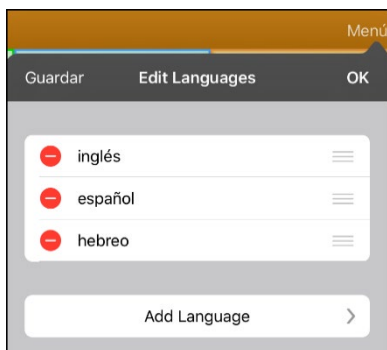 Menú
Guardar Edit Languages OK
inglés
español
hebreo
Add Language